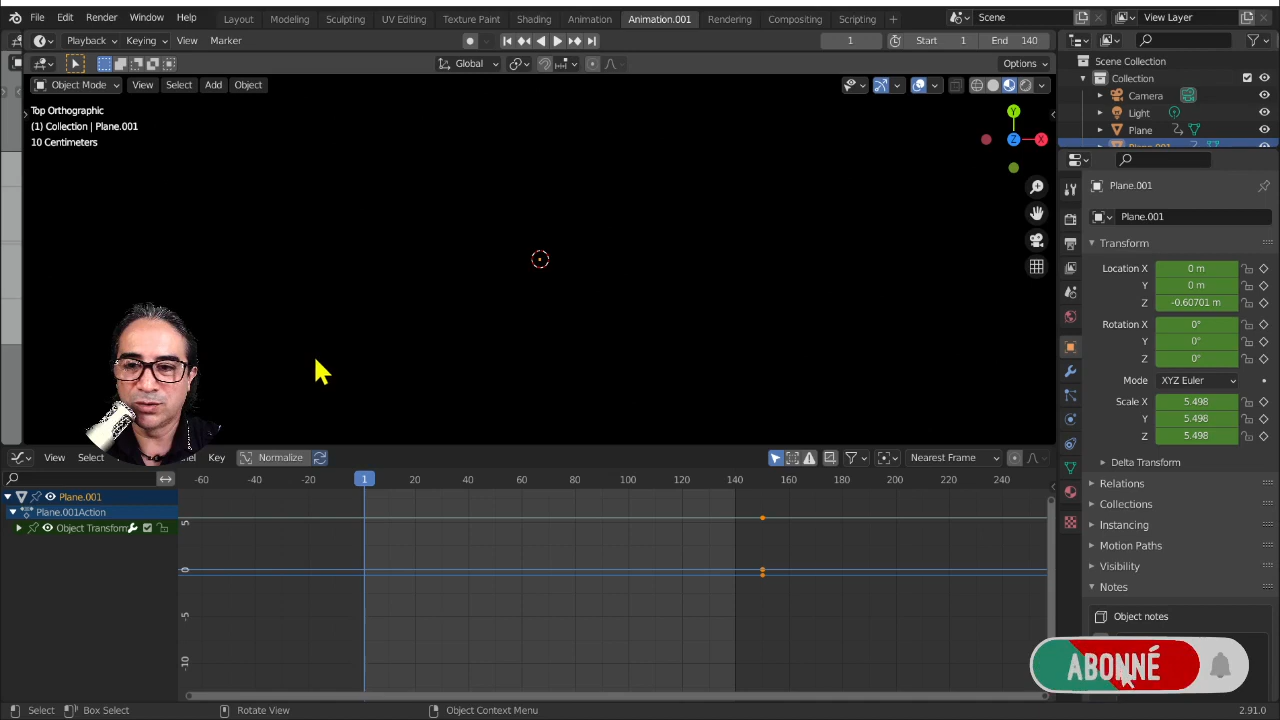 File Edit Render Window Help Layout Modeling Sculpting UV Editing Texture Paint Shading Animation Animation.001 Rendering Compositing Scripting + Scene View Layer
Playback Keying View Marker 1 Start 1 End 140
Global Options
Scene Collection
Object Mode View Select Add Object Collection
Top Orthographic
(1) Collection | Plane.001
10 Centimeters
Y
Z X
Camera
Light
Plane
Plane.001
Plane.001
Plane.001
Transform
Location X 0 m
Y 0 m
Z -0.60701 m
Rotation X 0°
Y 0°
Z 0°
Mode XYZ Euler
Scale X 5.498
Y 5.498
Z 5.498
Delta Transform
Relations
Collections
Instancing
Motion Paths
Visibility
Notes
Object notes
View Select Key Normalize Nearest Frame
-60 -40 -20 1 20 40 60 80 100 120 140 160 180 200 220 240
Plane.001
Plane.001Action
Object Transform
5
0
-5
-10
ABONNÉ
Select Box Select Rotate View Object Context Menu 2.91.0